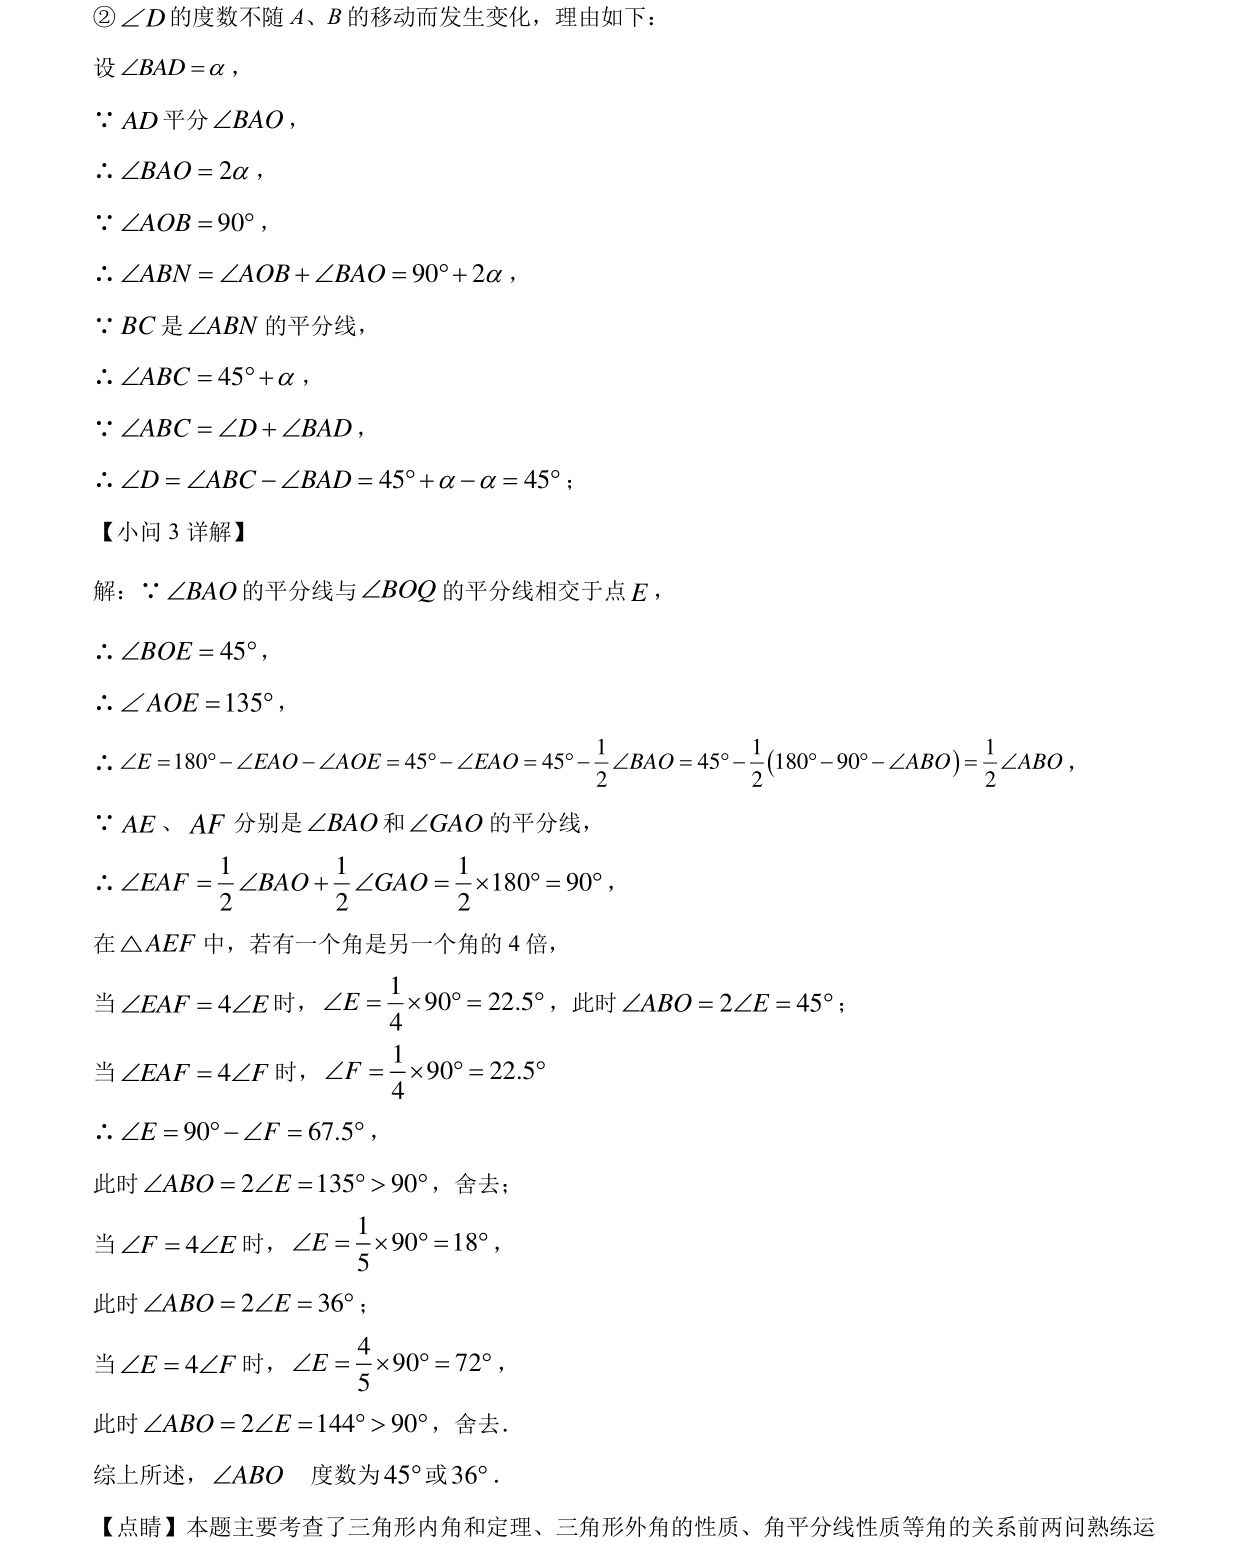 ②∠D的度数不随 A、B 的移动而发生变化，理由如下：
设∠BAD=α，
∵AD平分∠BAO，
∴∠BAO=2α，
∵∠AOB=90°，
∴∠ABN=∠AOB+∠BAO=90°+2α，
∵BC是∠ABN的平分线，
∴∠ABC=45°+α，
∵∠ABC=∠D+∠BAD，
∴∠D=∠ABC−∠BAD=45°+α−α=45°；
【小问 3 详解】
解：∵∠BAO的平分线与∠BOQ的平分线相交于点E，
∴∠BOE=45°，
∴∠AOE=135°，
∴∠E=180°−∠EAO−∠AOE=45°−∠EAO=45°−1/2∠BAO=45°−1/2(180°−90°−∠ABO)=1/2∠ABO，
∵AE、AF分别是∠BAO和∠GAO的平分线，
∴∠EAF=1/2∠BAO+1/2∠GAO=1/2×180°=90°，
在△AEF中，若有一个角是另一个角的 4 倍，
当∠EAF=4∠E时，∠E=1/4×90°=22.5°，此时∠ABO=2∠E=45°；
当∠EAF=4∠F时，∠F=1/4×90°=22.5°
∴∠E=90°−∠F=67.5°，
此时∠ABO=2∠E=135°>90°，舍去；
当∠F=4∠E时，∠E=1/5×90°=18°，
此时∠ABO=2∠E=36°；
当∠E=4∠F时，∠E=4/5×90°=72°，
此时∠ABO=2∠E=144°>90°，舍去．
综上所述，∠ABO 度数为45°或36°．
【点睛】本题主要考查了三角形内角和定理、三角形外角的性质、角平分线性质等角的关系前两问熟练运